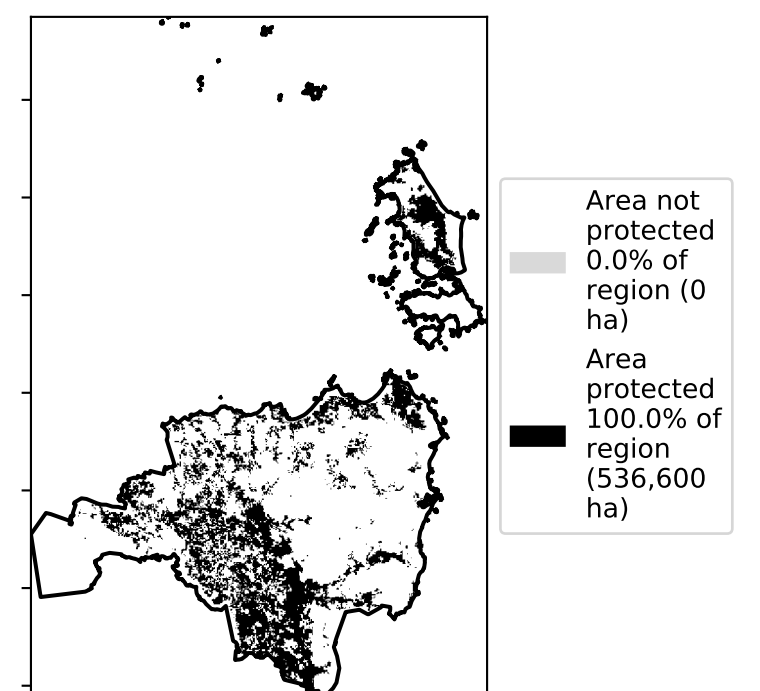 Area not
protected
0.0% of
region (0
ha)
Area
protected
100.0% of
region
(536,600
ha)